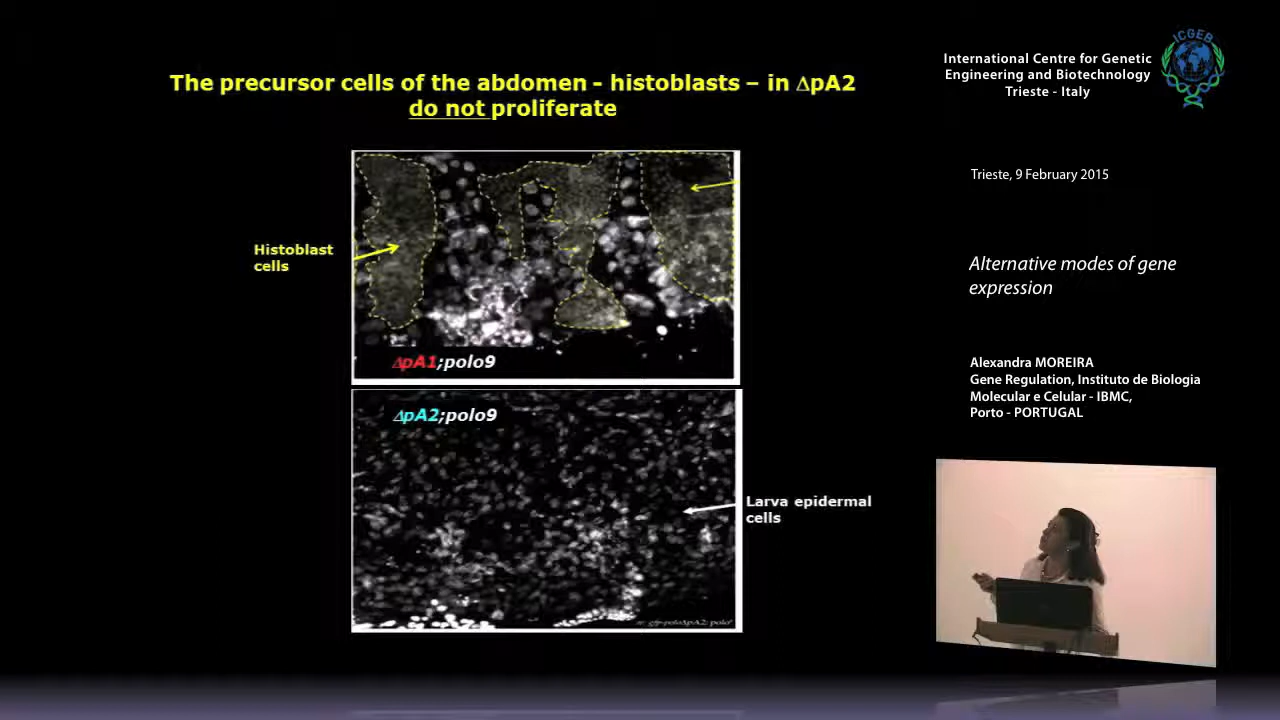 The precursor cells of the abdomen - histoblasts – in ΔpA2
do not proliferate
Histoblast
cells
ΔpA1;polo9
ΔpA2;polo9
Larva epidermal
cells
ICGEB
International Centre for Genetic
Engineering and Biotechnology
Trieste - Italy
Trieste, 9 February 2015
Alternative modes of gene
expression
Alexandra MOREIRA
Gene Regulation, Instituto de Biologia
Molecular e Celular - IBMC,
Porto - PORTUGAL